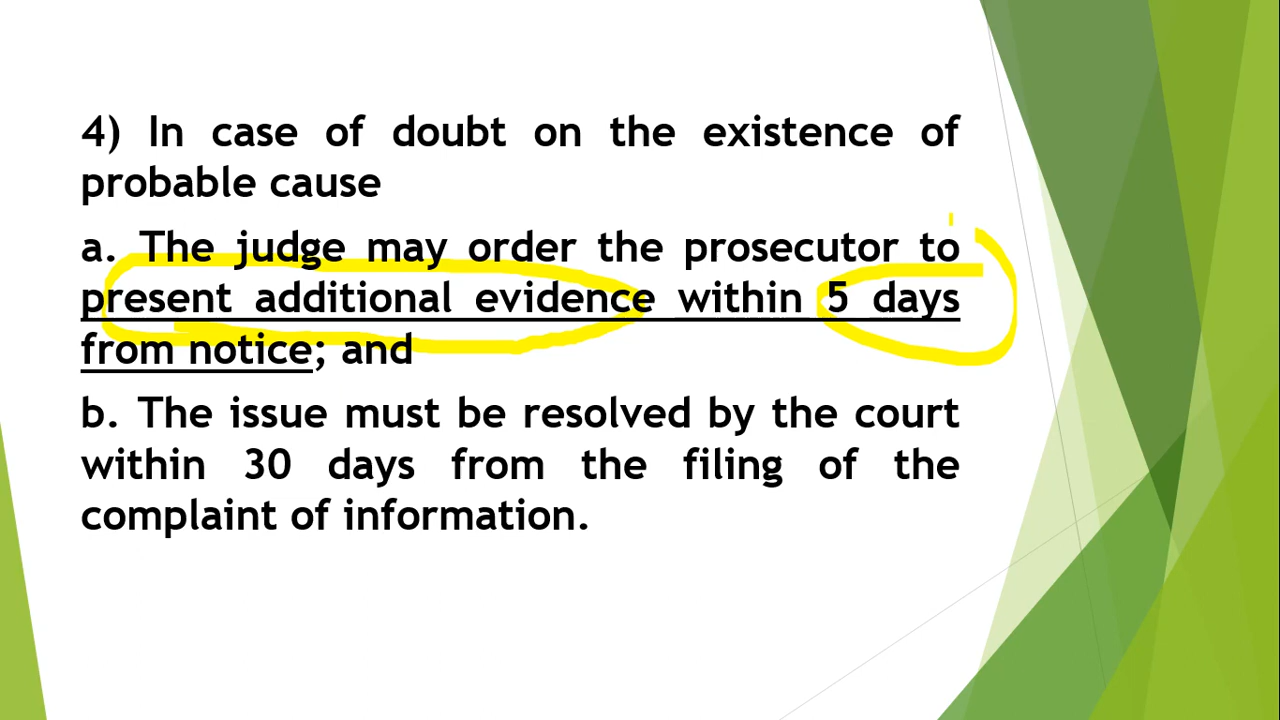 4) In case of doubt on the existence of
probable cause
a. The judge may order the prosecutor to
present additional evidence within 5 days
from notice; and
b. The issue must be resolved by the court
within 30 days from the filing of the
complaint of information.